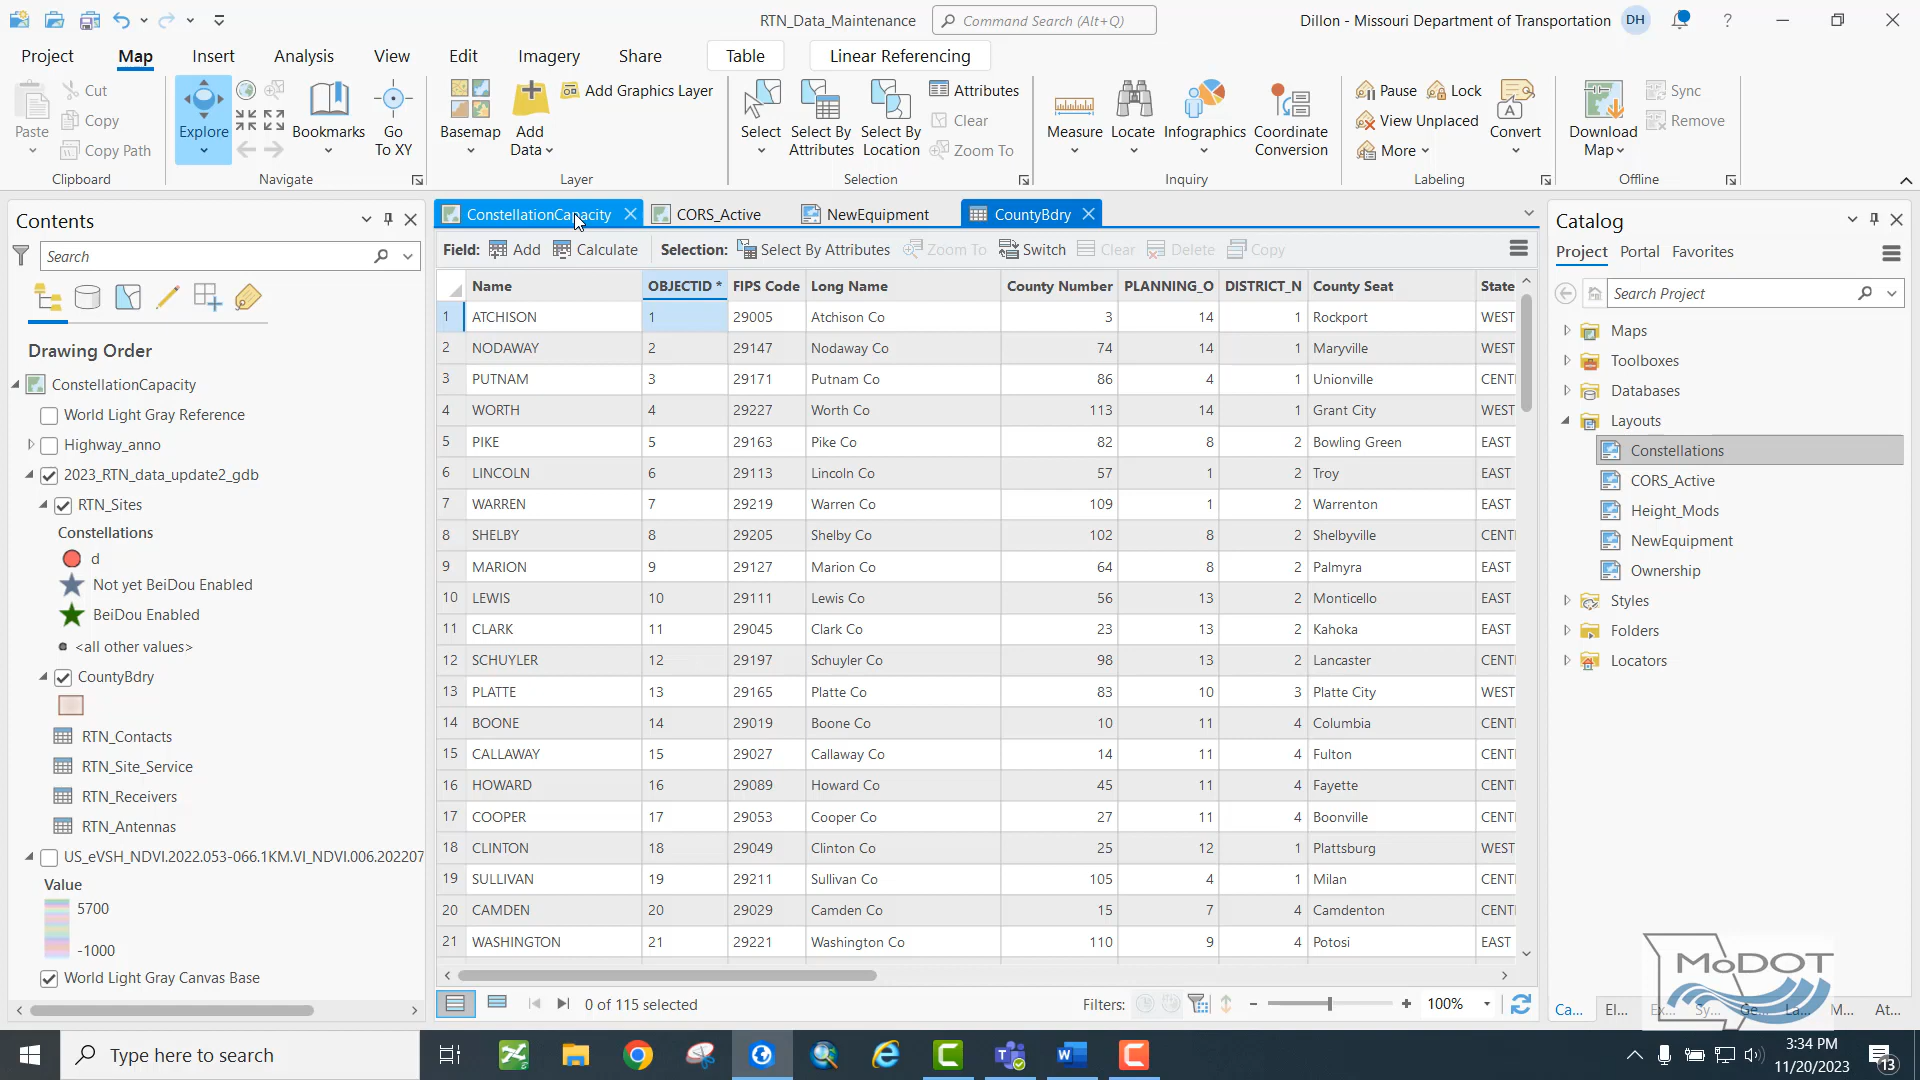 RTN_Data_Maintenance
Command Search (Alt+Q)
Dillon - Missouri Department of Transportation
DH
?
Project
Map
Insert
Analysis
View
Edit
Imagery
Share
Table
Linear Referencing
Paste
Cut
Copy
Copy Path
Clipboard
Explore
Bookmarks
Go
To XY
Navigate
Basemap
Add
Data
Add Graphics Layer
Layer
Select
Select By
Attributes
Select By
Location
Attributes
Clear
Zoom To
Selection
Measure
Locate
Infographics
Coordinate
Conversion
Inquiry
Pause
Lock
View Unplaced
More
Convert
Labeling
Download
Map
Sync
Remove
Offline
Contents
Search
Drawing Order
ConstellationCapacity
World Light Gray Reference
Highway_anno
2023_RTN_data_update2_gdb
RTN_Sites
Constellations
d
Not yet BeiDou Enabled
BeiDou Enabled
<all other values>
CountyBdry
RTN_Contacts
RTN_Site_Service
RTN_Receivers
RTN_Antennas
US_eVSH_NDVI.2022.053-066.1KM.VI_NDVI.006.202207
Value
5700
-1000
World Light Gray Canvas Base
ConstellationCapacity
CORS_Active
NewEquipment
CountyBdry
Field: Add Calculate Selection: Select By Attributes Zoom To Switch Clear Delete Copy
Name OBJECTID * FIPS Code Long Name County Number PLANNING_O DISTRICT_N County Seat State
1 ATCHISON 1 29005 Atchison Co 3 14 1 Rockport WEST
2 NODAWAY 2 29147 Nodaway Co 74 14 1 Maryville WEST
3 PUTNAM 3 29171 Putnam Co 86 4 1 Unionville CENT
4 WORTH 4 29227 Worth Co 113 14 1 Grant City WEST
5 PIKE 5 29163 Pike Co 82 8 2 Bowling Green EAST
6 LINCOLN 6 29113 Lincoln Co 57 1 2 Troy EAST
7 WARREN 7 29219 Warren Co 109 1 2 Warrenton EAST
8 SHELBY 8 29205 Shelby Co 102 8 2 Shelbyville CENT
9 MARION 9 29127 Marion Co 64 8 2 Palmyra EAST
10 LEWIS 10 29111 Lewis Co 56 13 2 Monticello EAST
11 CLARK 11 29045 Clark Co 23 13 2 Kahoka EAST
12 SCHUYLER 12 29197 Schuyler Co 98 13 2 Lancaster CENT
13 PLATTE 13 29165 Platte Co 83 10 3 Platte City WEST
14 BOONE 14 29019 Boone Co 10 11 4 Columbia CENT
15 CALLAWAY 15 29027 Callaway Co 14 11 4 Fulton CENT
16 HOWARD 16 29089 Howard Co 45 11 4 Fayette CENT
17 COOPER 17 29053 Cooper Co 27 11 4 Boonville CENT
18 CLINTON 18 29049 Clinton Co 25 12 1 Plattsburg WEST
19 SULLIVAN 19 29211 Sullivan Co 105 4 1 Milan CENT
20 CAMDEN 20 29029 Camden Co 15 7 4 Camdenton CENT
21 WASHINGTON 21 29221 Washington Co 110 9 4 Potosi EAST
0 of 115 selected
Filters:
100%
Catalog
Project
Portal
Favorites
Search Project
Maps
Toolboxes
Databases
Layouts
Constellations
CORS_Active
Height_Mods
NewEquipment
Ownership
Styles
Folders
Locators
MoDOT
Ca... El... Ex... Sy... Ge... La... M... At...
Type here to search
3:34 PM
11/20/2023
13